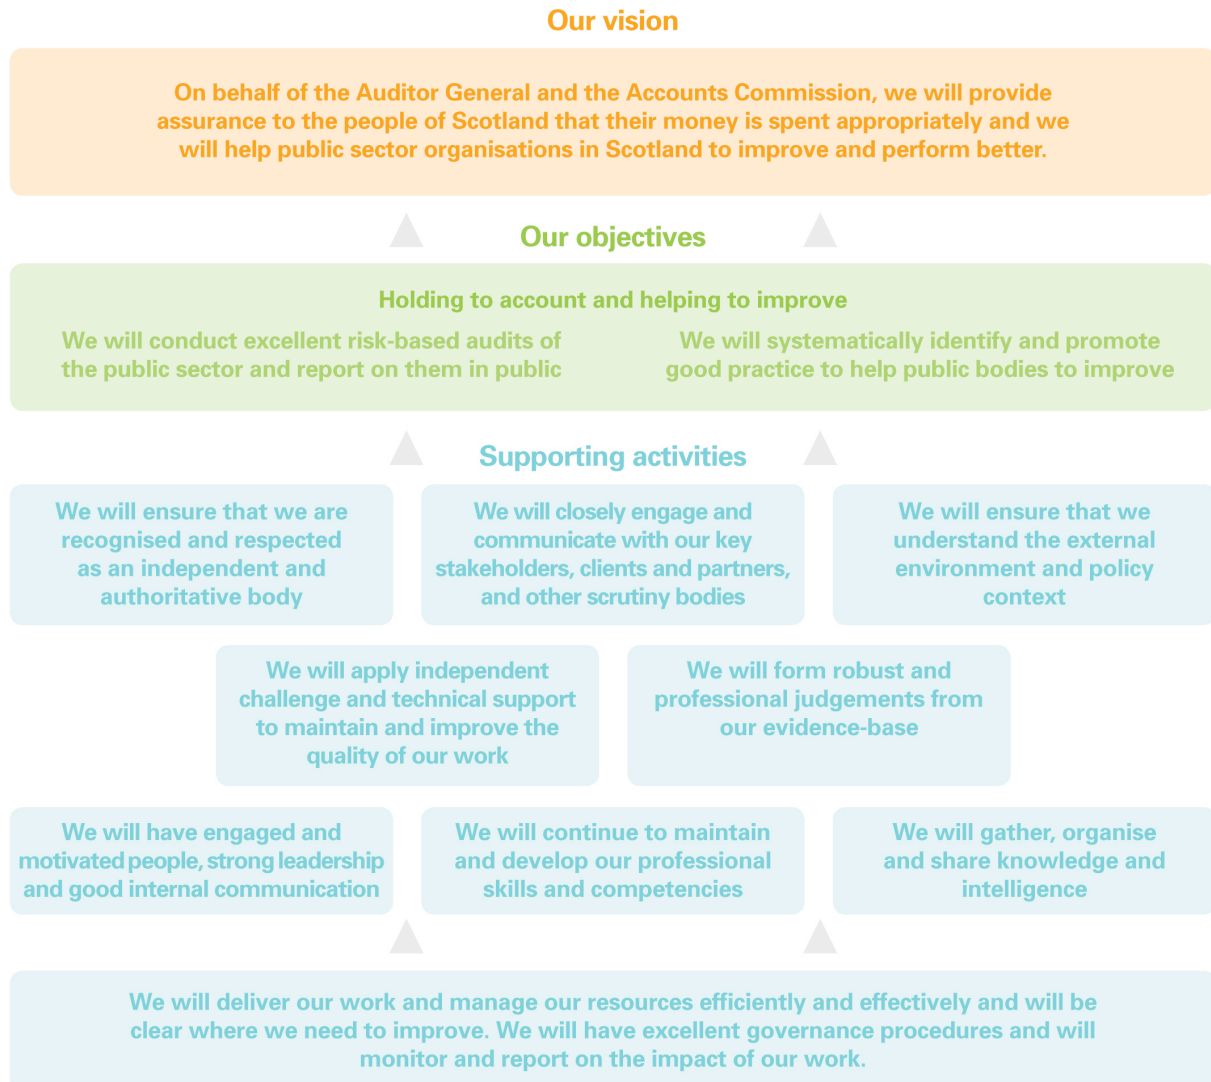 Our vision
On behalf of the Auditor General and the Accounts Commission, we will provide
assurance to the people of Scotland that their money is spent appropriately and we
will help public sector organisations in Scotland to improve and perform better.
Our objectives
Holding to account and helping to improve
We will conduct excellent risk-based audits of
the public sector and report on them in public
We will systematically identify and promote
good practice to help public bodies to improve
Supporting activities
We will ensure that we are
recognised and respected
as an independent and
authoritative body
We will closely engage and
communicate with our key
stakeholders, clients and partners,
and other scrutiny bodies
We will ensure that we
understand the external
environment and policy
context
We will apply independent
challenge and technical support
to maintain and improve the
quality of our work
We will form robust and
professional judgements from
our evidence-base
We will have engaged and
motivated people, strong leadership
and good internal communication
We will continue to maintain
and develop our professional
skills and competencies
We will gather, organise
and share knowledge and
intelligence
We will deliver our work and manage our resources efficiently and effectively and will be
clear where we need to improve. We will have excellent governance procedures and will
monitor and report on the impact of our work.